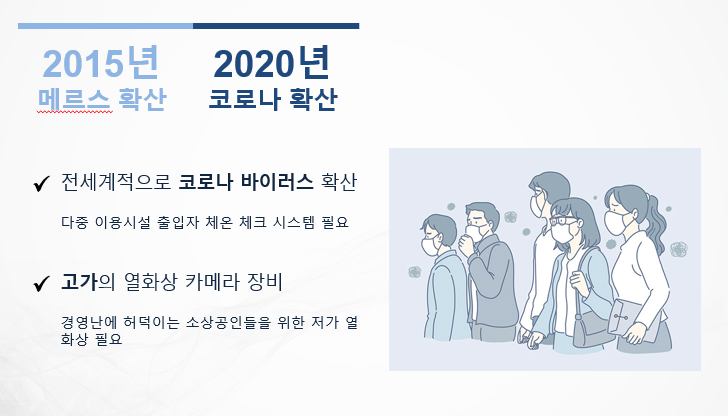 2015년
메르스 확산
2020년
코로나 확산
전세계적으로 코로나 바이러스 확산
다중 이용시설 출입자 체온 체크 시스템 필요
고가의 열화상 카메라 장비
경영난에 허덕이는 소상공인들을 위한 저가 열
화상 필요